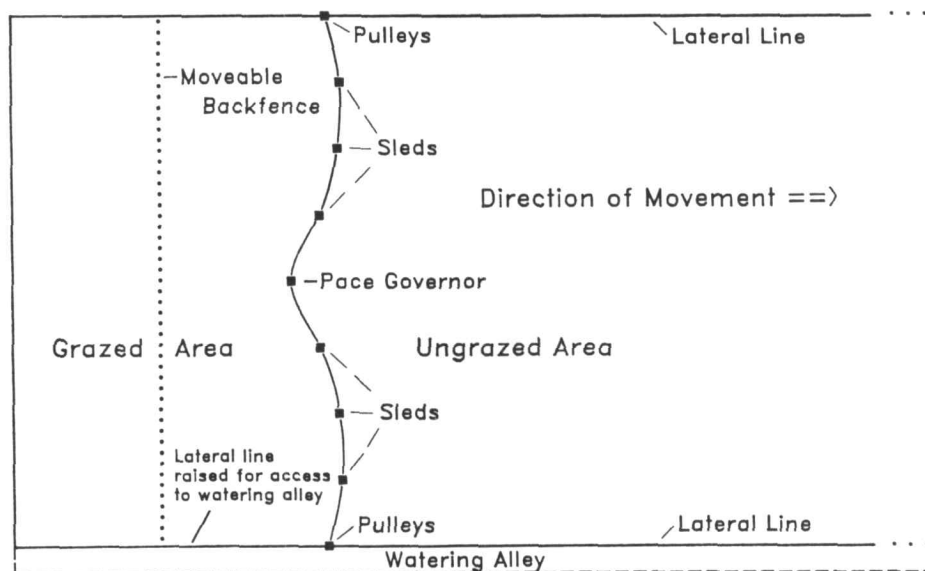 Pulleys
Lateral Line
Moveable
Backfence
Sleds
Direction of Movement ==>
Pace Governor
Grazed Area
Ungrazed Area
Sleds
Lateral line
raised for access
to watering alley
Pulleys
Lateral Line
Watering Alley